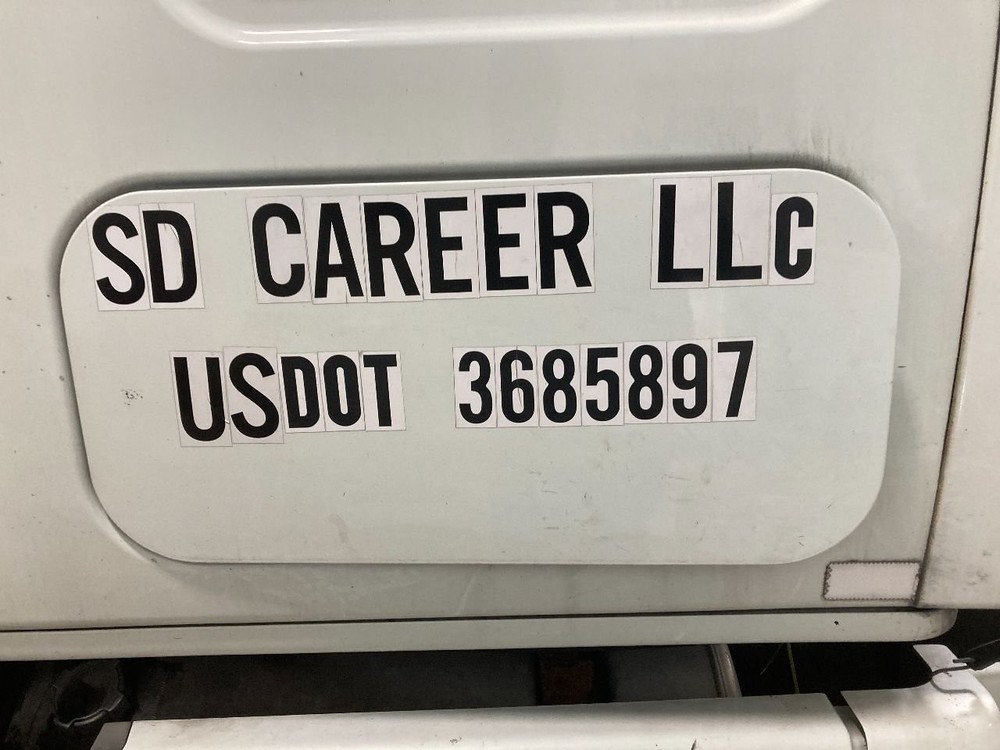 SD CAREER LLc
USDOT 3685897